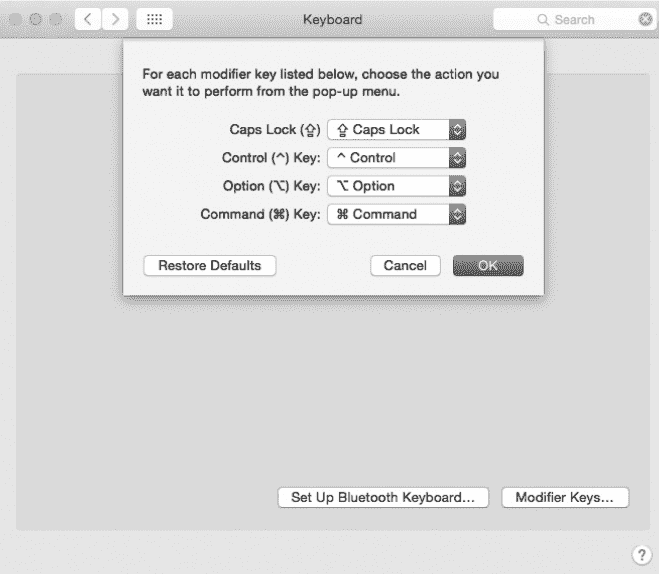 Keyboard
Search
For each modifier key listed below, choose the action you
want it to perform from the pop-up menu.
Caps Lock (⇪) ⇪ Caps Lock
Control (^) Key: ^ Control
Option (⌥) Key: ⌥ Option
Command (⌘) Key: ⌘ Command
Restore Defaults Cancel OK
Set Up Bluetooth Keyboard... Modifier Keys...
?